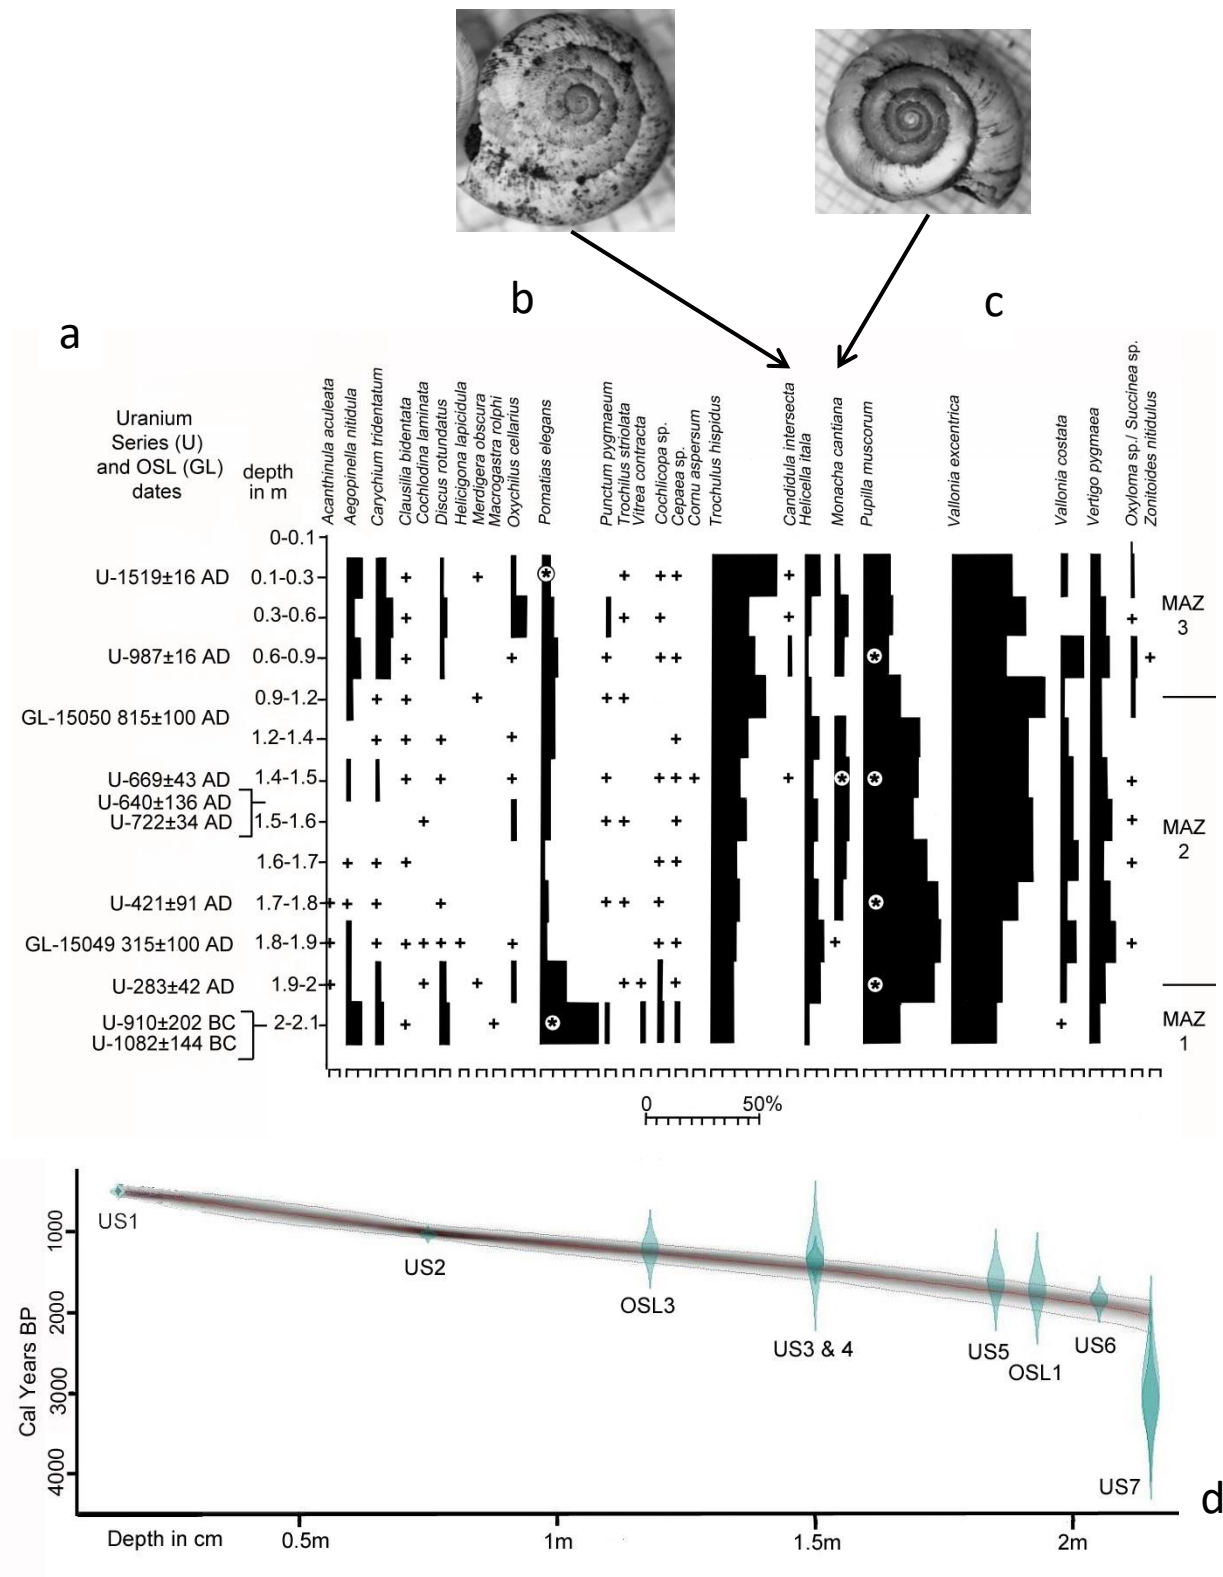 b
c
a
Uranium
Series (U)
and OSL (GL)
dates
depth
in m
Acanthinula aculeata
Aegopinella nitidula
Carychium tridentatum
Clausilia bidentata
Cochlodina laminata
Discus rotundatus
Helicigona lapicidula
Merdigera obscura
Macrogastra rolphi
Oxychilus cellarius
Pomatias elegans
Punctum pygmaeum
Trochilus striolata
Vitrea contracta
Cochlicopa sp.
Cepaea sp.
Cornu aspersum
Trochulus hispidus
Candidula intersecta
Helicella itala
Monacha cantiana
Pupilla muscorum
Vallonia excentrica
Vallonia costata
Vertigo pygmaea
Oxyloma sp./ Succinea sp.
Zonitoides nitidulus
0-0.1
U-1519±16 AD 0.1-0.3
0.3-0.6
MAZ
3
U-987±16 AD 0.6-0.9
0.9-1.2
GL-15050 815±100 AD
1.2-1.4
U-669±43 AD 1.4-1.5
U-640±136 AD
U-722±34 AD 1.5-1.6
MAZ
2
1.6-1.7
U-421±91 AD 1.7-1.8
GL-15049 315±100 AD 1.8-1.9
U-283±42 AD 1.9-2
U-910±202 BC 2-2.1
U-1082±144 BC
MAZ
1
0 50%
US1
US2
OSL3
US3 & 4
US5
OSL1
US6
US7
Cal Years BP
1000
2000
3000
4000
d
Depth in cm 0.5m 1m 1.5m 2m